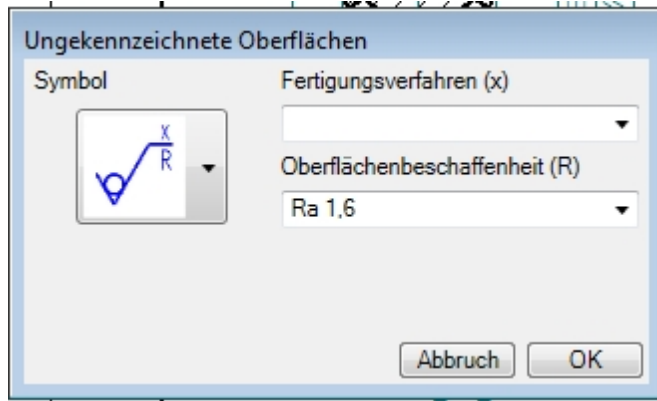 Ungekennzeichnete Oberflächen
Symbol
Fertigungsverfahren (x)
x
R
Oberflächenbeschaffenheit (R)
Ra 1,6
Abbruch
OK